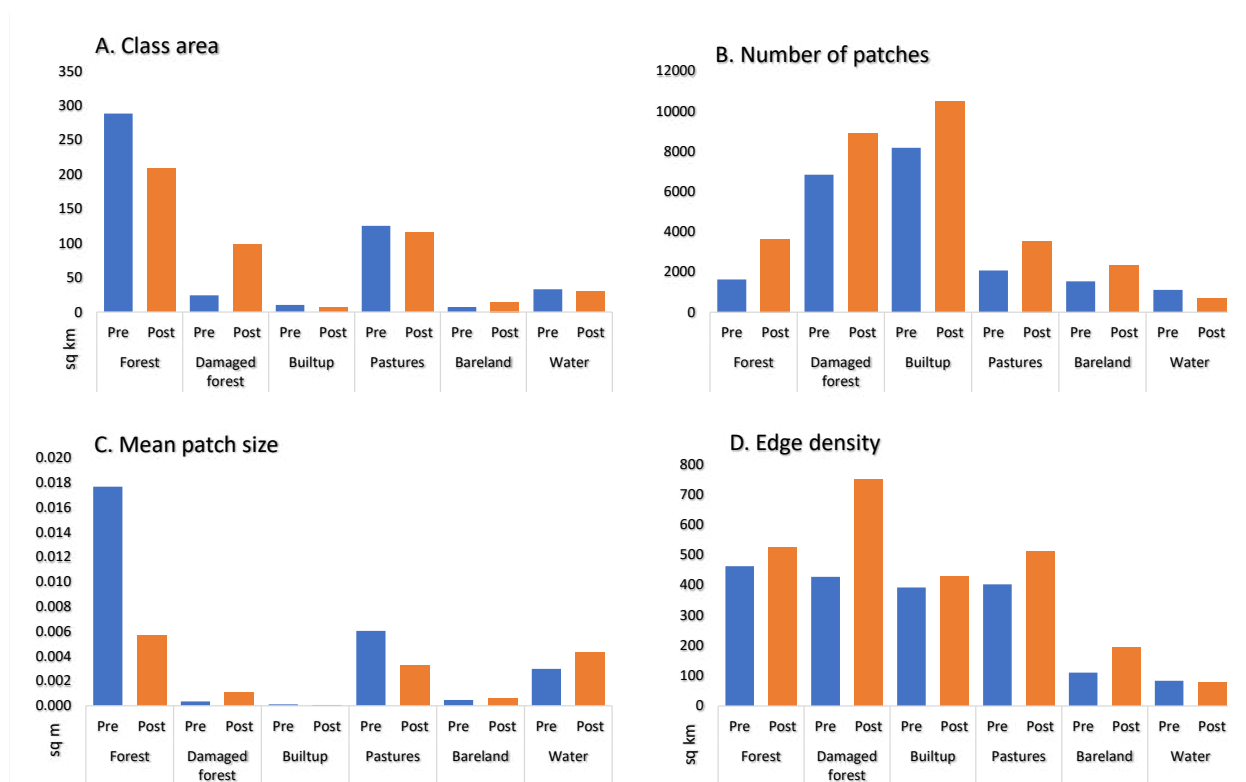 A. Class area
350
300
250
200
150
100
50
0
sq km
Pre Post Pre Post Pre Post Pre Post Pre Post Pre Post
Forest Damaged forest Builtup Pastures Bareland Water
B. Number of patches
12000
10000
8000
6000
4000
2000
0
Pre Post Pre Post Pre Post Pre Post Pre Post Pre Post
Forest Damaged forest Builtup Pastures Bareland Water
C. Mean patch size
0.020
0.018
0.016
0.014
0.012
0.010
0.008
0.006
0.004
0.002
0.000
sq m
Pre Post Pre Post Pre Post Pre Post Pre Post Pre Post
Forest Damaged forest Builtup Pastures Bareland Water
D. Edge density
800
700
600
500
400
300
200
100
0
sq km
Pre Post Pre Post Pre Post Pre Post Pre Post Pre Post
Forest Damaged forest Builtup Pastures Bareland Water